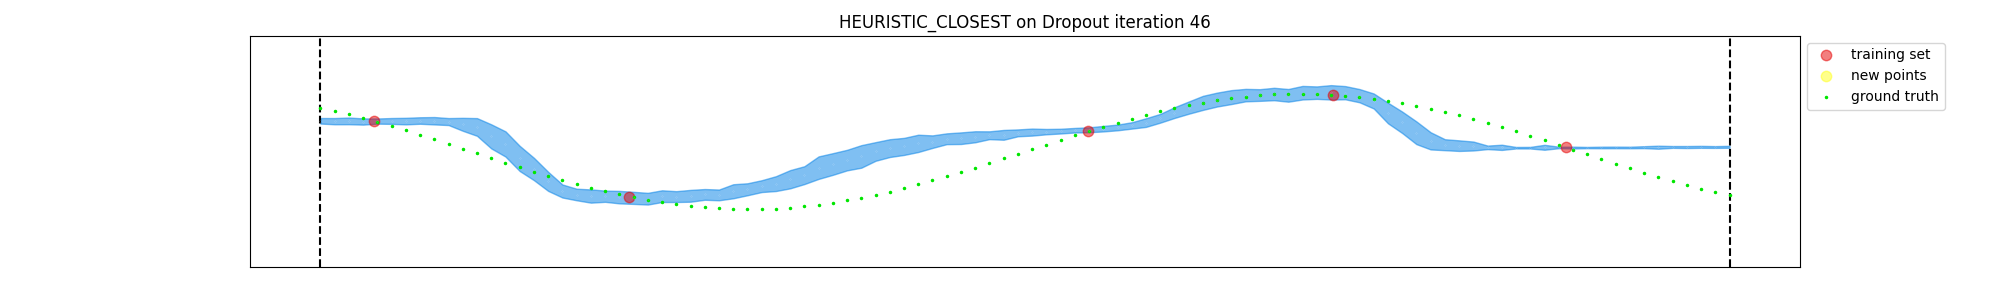 HEURISTIC_CLOSEST on Dropout iteration 46
training set
new points
ground truth